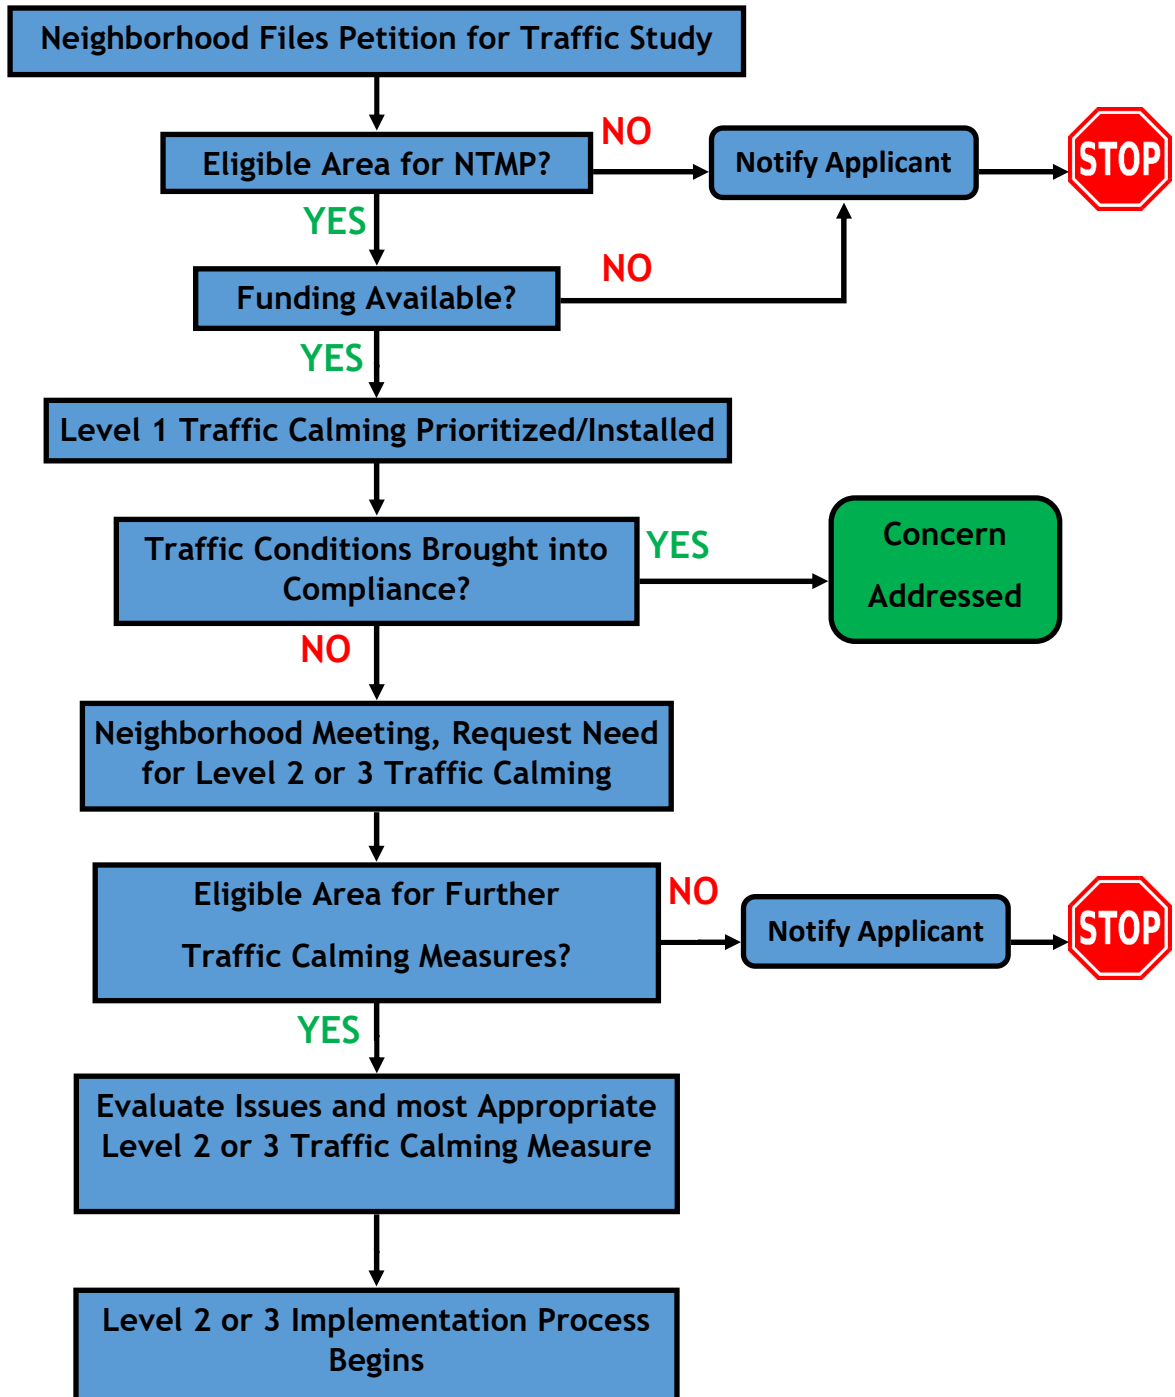 Neighborhood Files Petition for Traffic Study
NO
Eligible Area for NTMP?
Notify Applicant
STOP
YES
NO
Funding Available?
YES
Level 1 Traffic Calming Prioritized/Installed
Traffic Conditions Brought into
Compliance?
YES
Concern
Addressed
NO
Neighborhood Meeting, Request Need
for Level 2 or 3 Traffic Calming
Eligible Area for Further
Traffic Calming Measures?
NO
Notify Applicant
STOP
YES
Evaluate Issues and most Appropriate
Level 2 or 3 Traffic Calming Measure
Level 2 or 3 Implementation Process
Begins